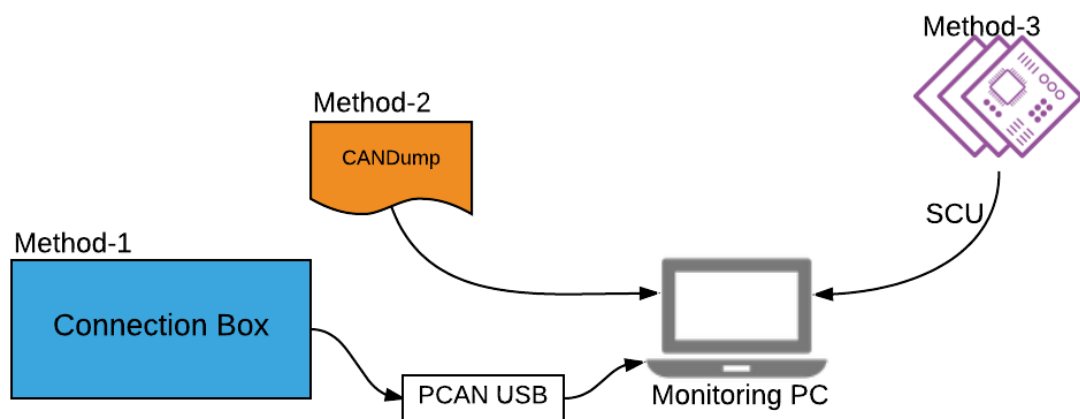 Method-3
Method-2
CANDump
SCU
Method-1
Connection Box
PCAN USB
Monitoring PC